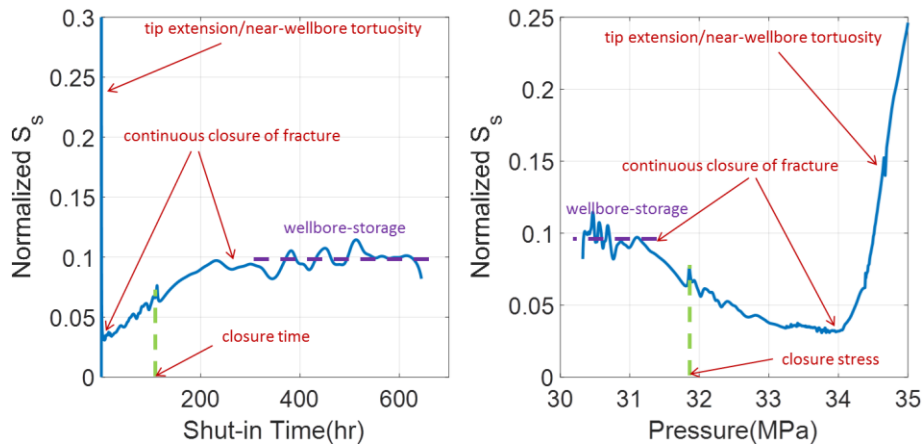 tip extension/near-wellbore tortuosity
continuous closure of fracture
wellbore-storage
closure time
Normalized Ss
0.3
0.25
0.2
0.15
0.1
0.05
0
0
200
400
600
Shut-in Time(hr)
tip extension/near-wellbore tortuosity
continuous closure of fracture
wellbore-storage
closure stress
Normalized Ss
0.25
0.2
0.15
0.1
0.05
0
30
31
32
33
34
35
Pressure(MPa)